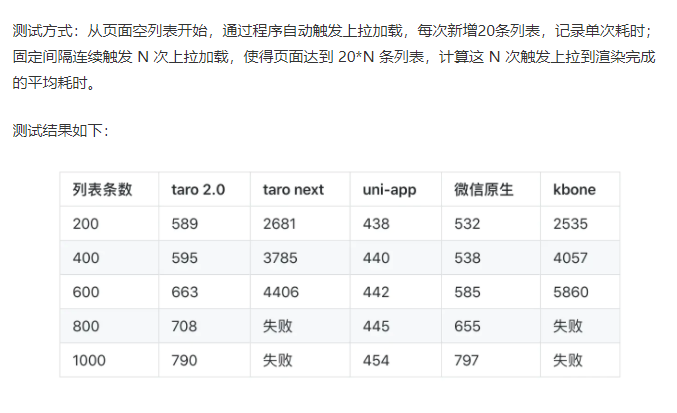 测试方式：从页面空列表开始，通过程序自动触发上拉加载，每次新增20条列表，记录单次耗时；
固定间隔连续触发 N 次上拉加载，使得页面达到 20*N 条列表，计算这 N 次触发上拉到渲染完成
的平均耗时。
测试结果如下：
列表条数 taro 2.0 taro next uni-app 微信原生 kbone
200 589 2681 438 532 2535
400 595 3785 440 538 4057
600 663 4406 442 585 5860
800 708 失败 445 655 失败
1000 790 失败 454 797 失败